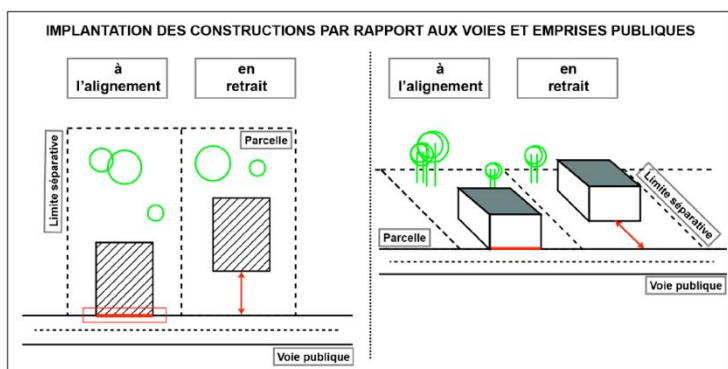 IMPLANTATION DES CONSTRUCTIONS PAR RAPPORT AUX VOIES ET EMPRISES PUBLIQUES
à
l'alignement
en
retrait
Limite séparative
Parcelle
Voie publique
à
l'alignement
en
retrait
Limite séparative
Parcelle
Voie publique